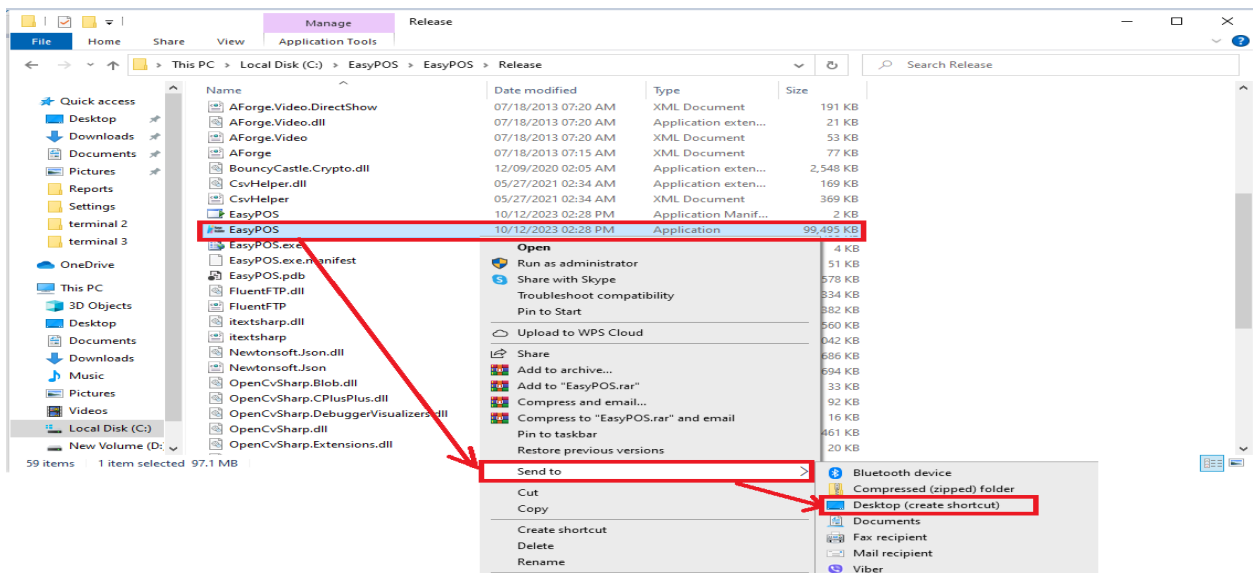 Manage Release
File Home Share View Application Tools
This PC > Local Disk (C:) > EasyPOS > EasyPOS > Release
Search Release
Quick access
Desktop
Downloads
Documents
Pictures
Reports
Settings
terminal 2
terminal 3
OneDrive
This PC
3D Objects
Desktop
Documents
Downloads
Music
Pictures
Videos
Local Disk (C:)
New Volume (D:
Name Date modified Type Size
AForge.Video.DirectShow 07/18/2013 07:20 AM XML Document 191 KB
AForge.Video.dll 07/18/2013 07:20 AM Application exten... 21 KB
AForge.Video 07/18/2013 07:20 AM XML Document 53 KB
AForge 07/18/2013 07:15 AM XML Document 77 KB
BouncyCastle.Crypto.dll 12/09/2020 02:05 AM Application exten... 2,548 KB
CsvHelper.dll 05/27/2021 02:34 AM Application exten... 169 KB
CsvHelper 05/27/2021 02:34 AM XML Document 369 KB
EasyPOS 10/12/2023 02:28 PM Application Manif... 2 KB
EasyPOS 10/12/2023 02:28 PM Application 99,495 KB
EasyPOS.exe 4 KB
EasyPOS.exe.manifest 51 KB
EasyPOS.pdb 578 KB
FluentFTP.dll 334 KB
FluentFTP 382 KB
itextsharp.dll 560 KB
itextsharp 042 KB
Newtonsoft.Json.dll 686 KB
Newtonsoft.Json 694 KB
OpenCvSharp.Blob.dll 33 KB
OpenCvSharp.CPlusPlus.dll 92 KB
OpenCvSharp.DebuggerVisualizers.dll 16 KB
OpenCvSharp.dll 461 KB
OpenCvSharp.Extensions.dll 20 KB
Open
Run as administrator
Share with Skype
Troubleshoot compatibility
Pin to Start
Upload to WPS Cloud
Share
Add to archive...
Add to "EasyPOS.rar"
Compress and email...
Compress to "EasyPOS.rar" and email
Pin to taskbar
Restore previous versions
Send to
Cut
Copy
Create shortcut
Delete
Rename
Bluetooth device
Compressed (zipped) folder
Desktop (create shortcut)
Documents
Fax recipient
Mail recipient
Viber
59 items 1 item selected 97.1 MB